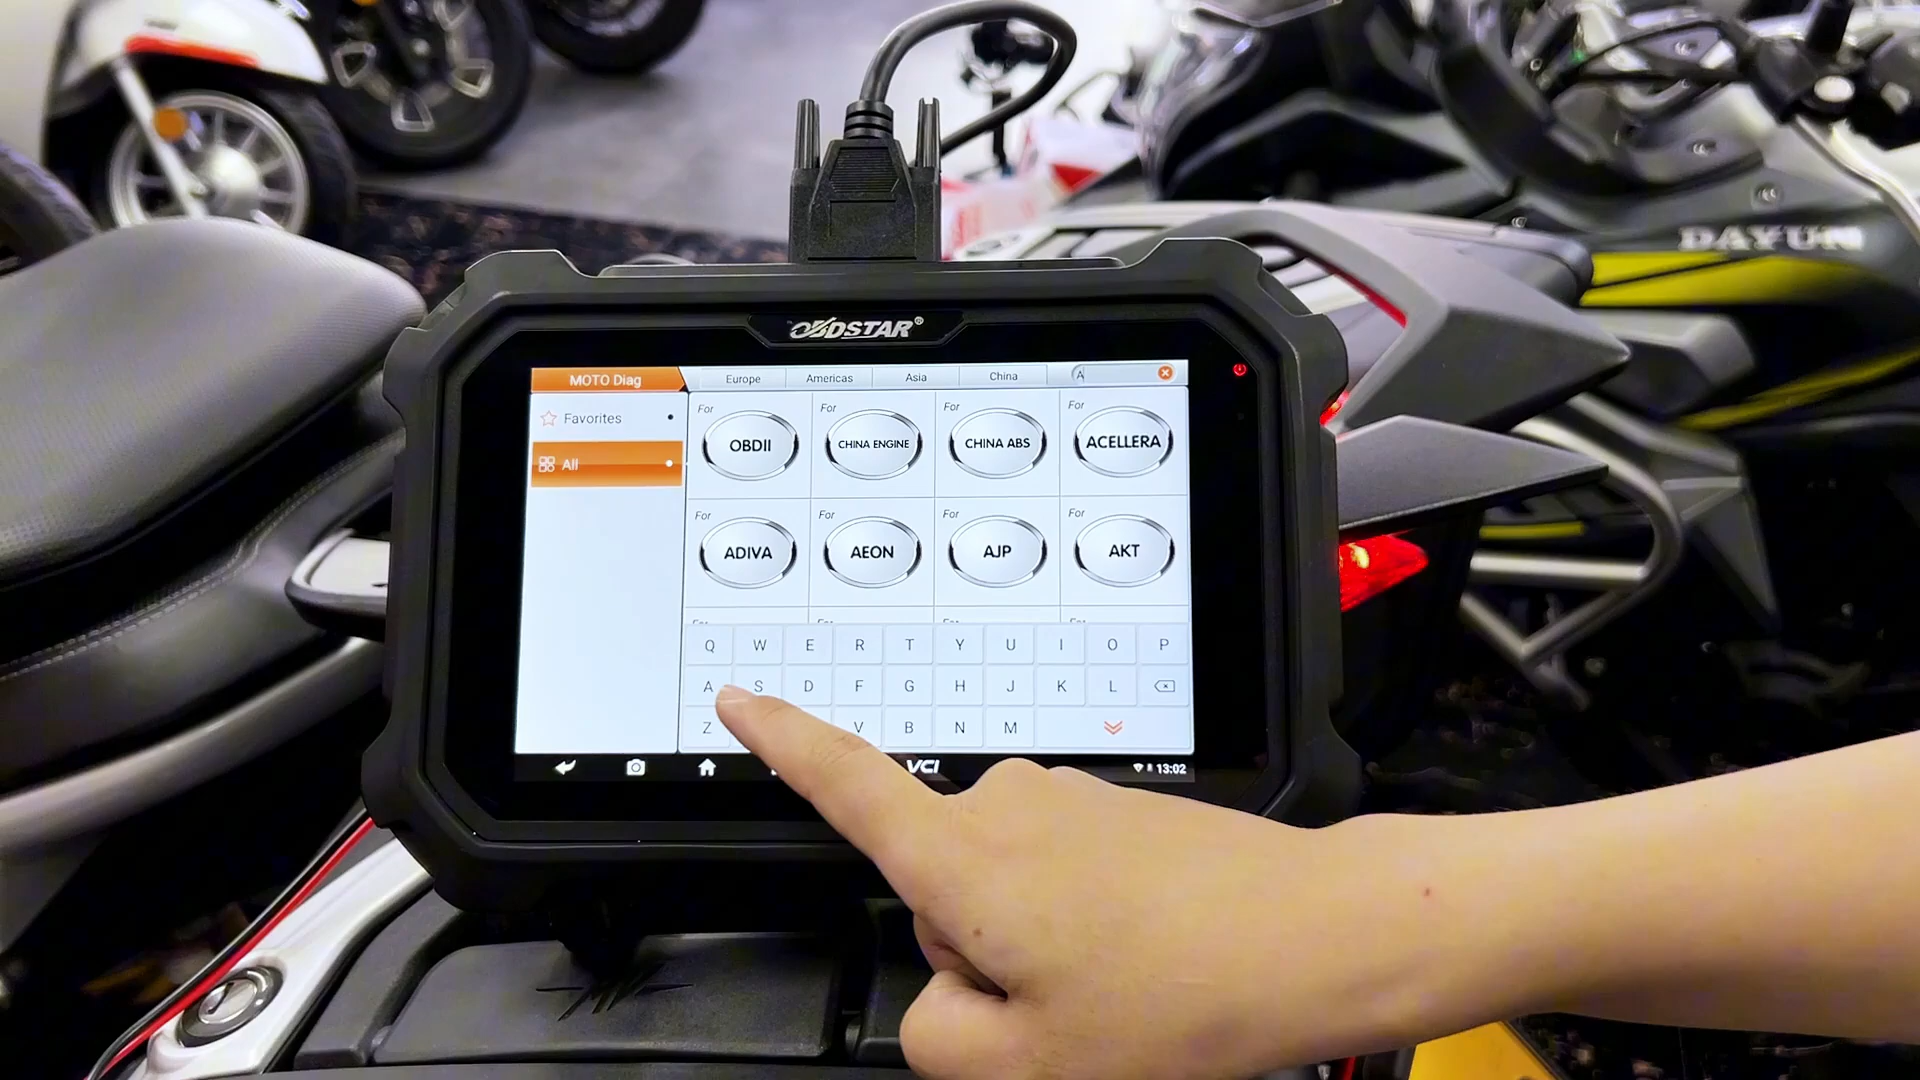 DAYUN
OBDSTAR®
MOTO Diag
Europe
Americas
Asia
China
A
Favorites
All
For
OBDII
For
CHINA ENGINE
For
CHINA ABS
For
ACELLERA
For
ADIVA
For
AEON
For
AJP
For
AKT
Q W E R T Y U I O P
A S D F G H J K L
Z V B N M
VCI
13:02